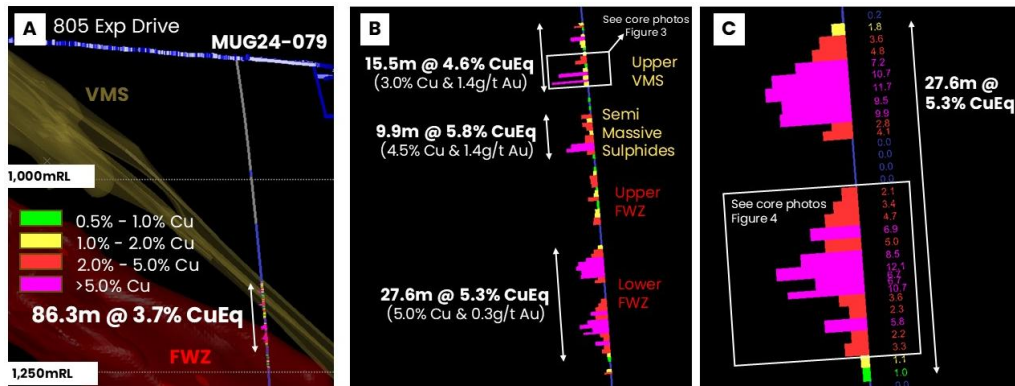 A
805 Exp Drive
MUG24-079
VMS
1,000mRL
0.5% - 1.0% Cu
1.0% - 2.0% Cu
2.0% - 5.0% Cu
>5.0% Cu
86.3m @ 3.7% CuEq
FWZ
1,250mRL
B
See core photos
Figure 3
15.5m @ 4.6% CuEq
(3.0% Cu & 1.4g/t Au)
Upper
VMS
9.9m @ 5.8% CuEq
(4.5% Cu & 1.4g/t Au)
Semi
Massive
Sulphides
Upper
FWZ
27.6m @ 5.3% CuEq
(5.0% Cu & 0.3g/t Au)
Lower
FWZ
C
0.2
1.8
3.6
4.8
7.2
10.7
11.7
9.5
9.9
2.8
4.1
0.0
0.0
0.0
0.0
27.6m @
5.3% CuEq
See core photos
Figure 4
2.1
3.4
4.7
6.9
5.0
8.5
12.1
10.7
3.6
2.3
5.8
2.2
3.3
1.1
1.0
0.0